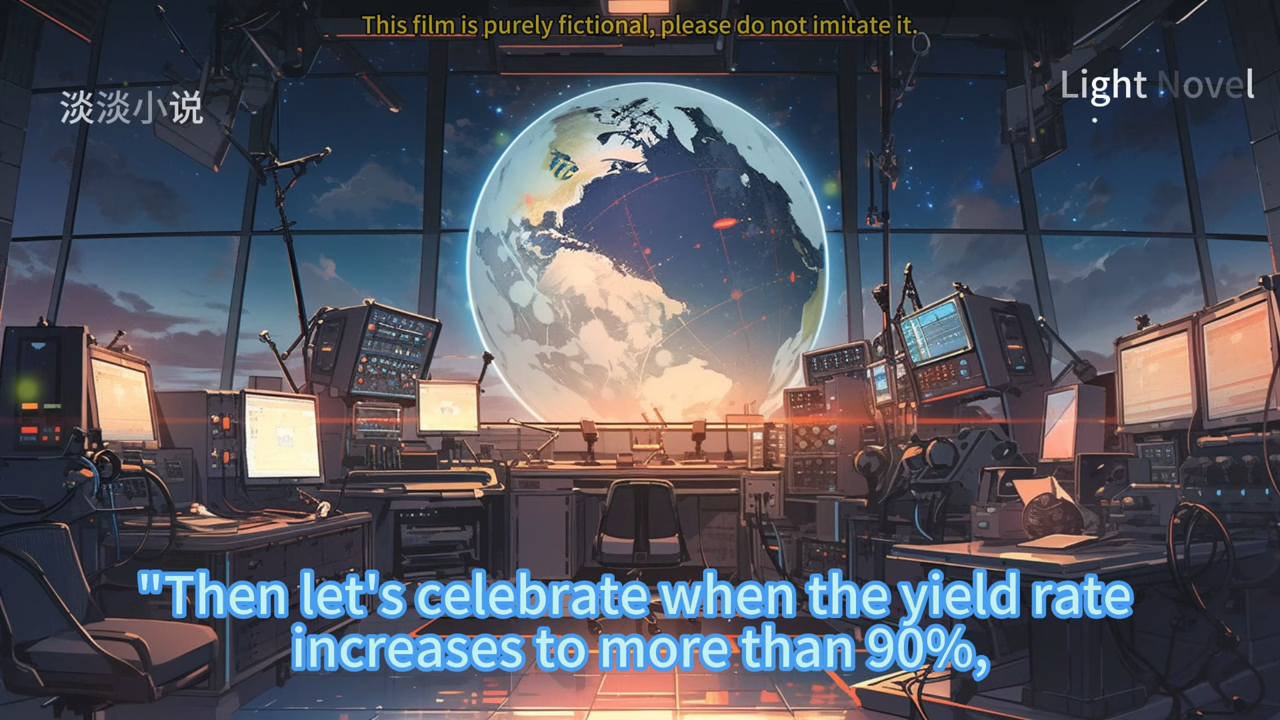 This film is purely fictional, please do not imitate it.
淡淡小说
Light Novel
"Then let's celebrate when the yield rate
increases to more than 90%,